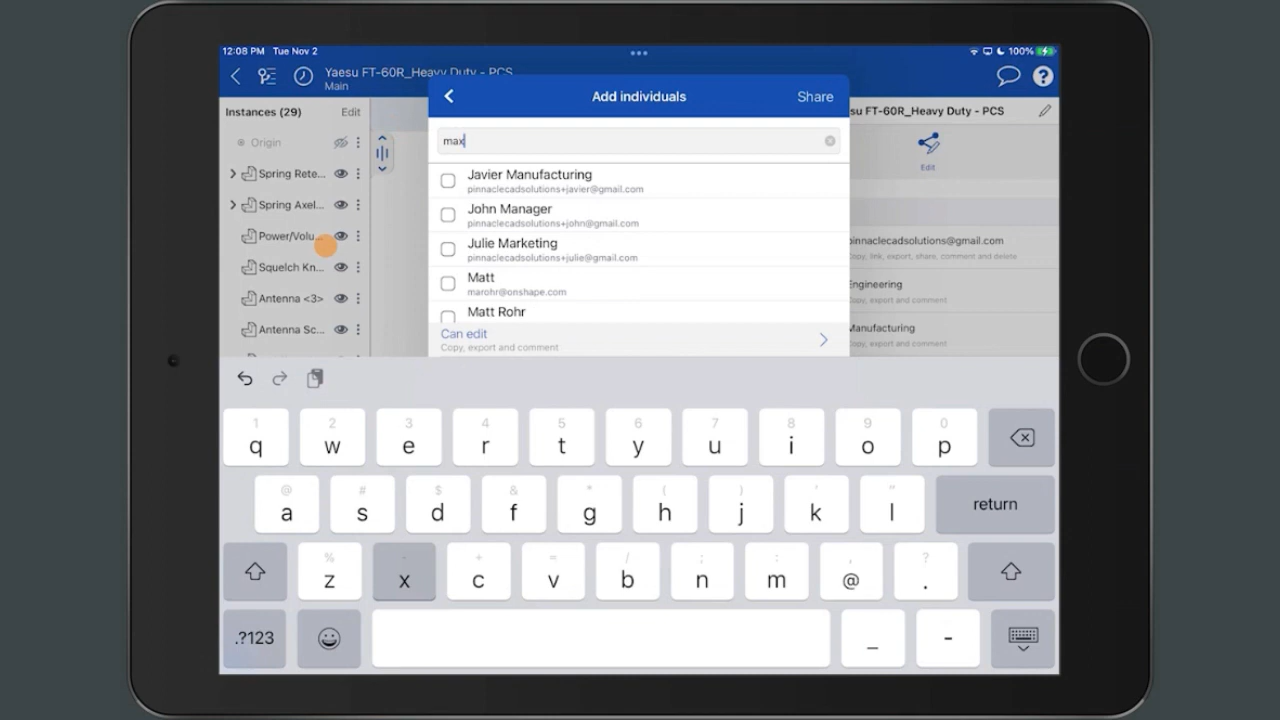 12:08 PM Tue Nov 2
100%
Yaesu FT-60R_Heavy Duty - PCS
Main
Instances (29)
Edit
Origin
Spring Rete...
Spring Axel...
Power/Volu...
Squelch Kn...
Antenna <3>
Antenna Sc...
Add individuals
Share
max
Javier Manufacturing
pinnaclecadsolutions+javier@gmail.com
John Manager
pinnaclecadsolutions+john@gmail.com
Julie Marketing
pinnaclecadsolutions+julie@gmail.com
Matt
marohr@onshape.com
Matt Rohr
Can edit
Copy, export and comment
su FT-60R_Heavy Duty - PCS
Edit
pinnaclecadsolutions@gmail.com
Copy, link, export, share, comment and delete
Engineering
Copy, export and comment
Manufacturing
Copy, export and comment
1 2 3 4 5 6 7 8 9 0
q w e r t y u i o p
@ # $ & * ( ) ' "
a s d f g h j k l return
% - + = / ; : , ?
z x c v b n m @ .
.?123 _ -